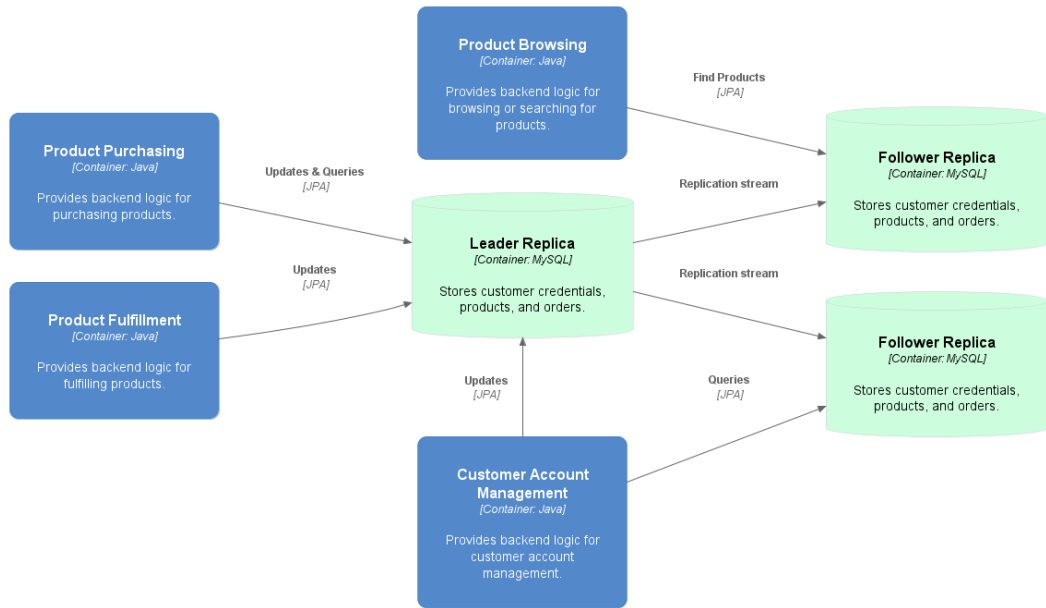 Product Browsing
[Container: Java]
Provides backend logic for
browsing or searching for
products.
Find Products
[JPA]
Product Purchasing
[Container: Java]
Provides backend logic for
purchasing products.
Updates & Queries
[JPA]
Follower Replica
[Container: MySQL]
Stores customer credentials,
products, and orders.
Replication stream
Leader Replica
[Container: MySQL]
Stores customer credentials,
products, and orders.
Updates
[JPA]
Replication stream
Product Fulfillment
[Container: Java]
Provides backend logic for
fulfilling products.
Follower Replica
[Container: MySQL]
Stores customer credentials,
products, and orders.
Updates
[JPA]
Queries
[JPA]
Customer Account
Management
[Container: Java]
Provides backend logic for
customer account
management.